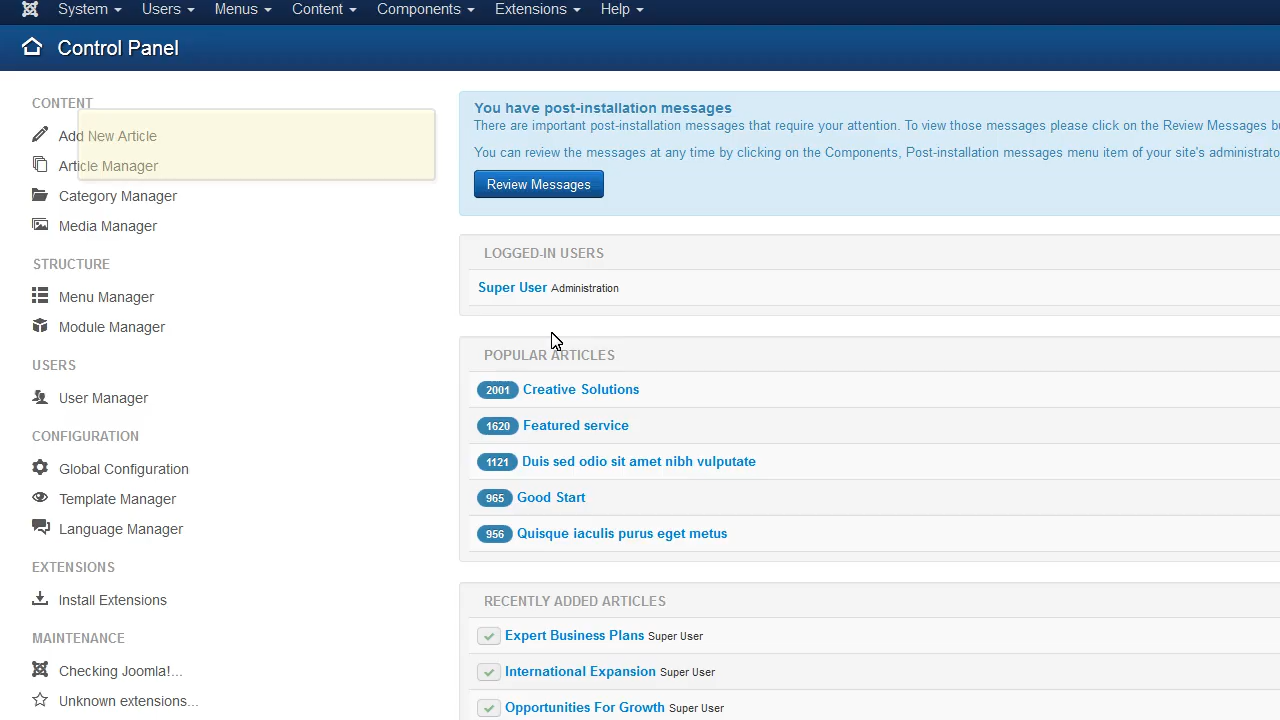 System Users Menus Content Components Extensions Help
Control Panel
CONTENT
Add New Article
Article Manager
Category Manager
Media Manager
STRUCTURE
Menu Manager
Module Manager
USERS
User Manager
CONFIGURATION
Global Configuration
Template Manager
Language Manager
EXTENSIONS
Install Extensions
MAINTENANCE
Checking Joomla!...
Unknown extensions...
You have post-installation messages
There are important post-installation messages that require your attention. To view those messages please click on the Review Messages
You can review the messages at any time by clicking on the Components, Post-installation messages menu item of your site's
Review Messages
LOGGED-IN USERS
Super User Administration
POPULAR ARTICLES
2001 Creative Solutions
1620 Featured service
1121 Duis sed odio sit amet nibh vulputate
965 Good Start
956 Quisque iaculis purus eget metus
RECENTLY ADDED ARTICLES
Expert Business Plans Super User
International Expansion Super User
Opportunities For Growth Super User